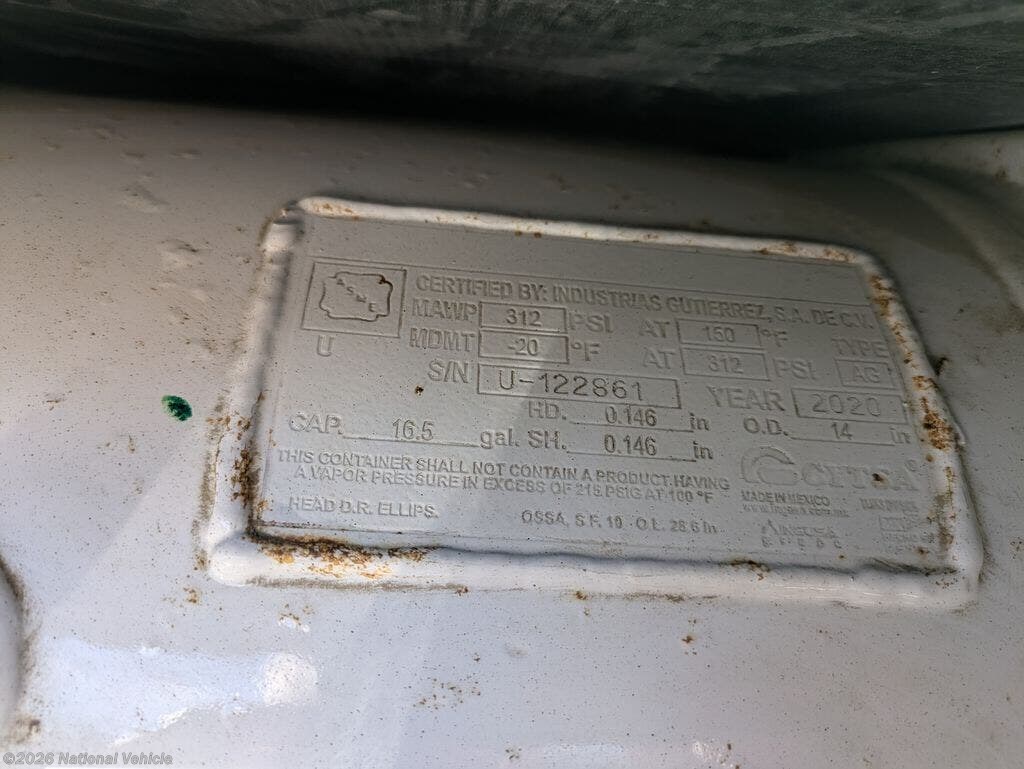 ASME
CERTIFIED BY: INDUSTRIAS GUTIERREZ, S.A. DE C.V.
MAWP 312 PSI AT 150 °F TYPE
U MDMT -20 °F AT 312 PSI AG
S/N U-122861 YEAR 2020
HD. 0.146 in O.D. 14 in
CAP. 16.5 gal. SH. 0.146 in
THIS CONTAINER SHALL NOT CONTAIN A PRODUCT HAVING
A VAPOR PRESSURE IN EXCESS OF 215 PSIG AT 100 °F
MADE IN MEXICO
HEAD D.R. ELLIPS. OSSA, S.F. 10 O.L. 28.6 in
©2026 National Vehicle